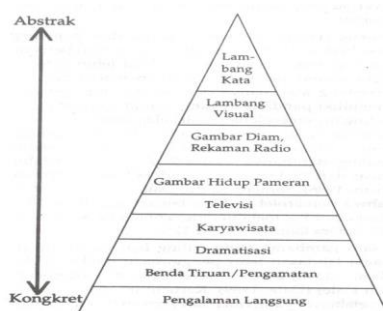 Abstrak
Lam-
bang
Kata
Lambang
Visual
Gambar Diam,
Rekaman Radio
Gambar Hidup Pameran
Televisi
Karyawisata
Dramatisasi
Benda Tiruan/Pengamatan
Kongkret
Pengalaman Langsung